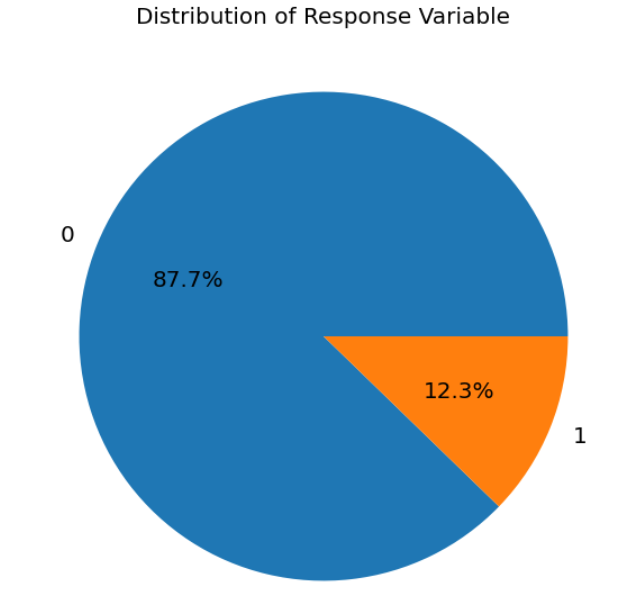 Distribution of Response Variable
0
87.7%
12.3%
1